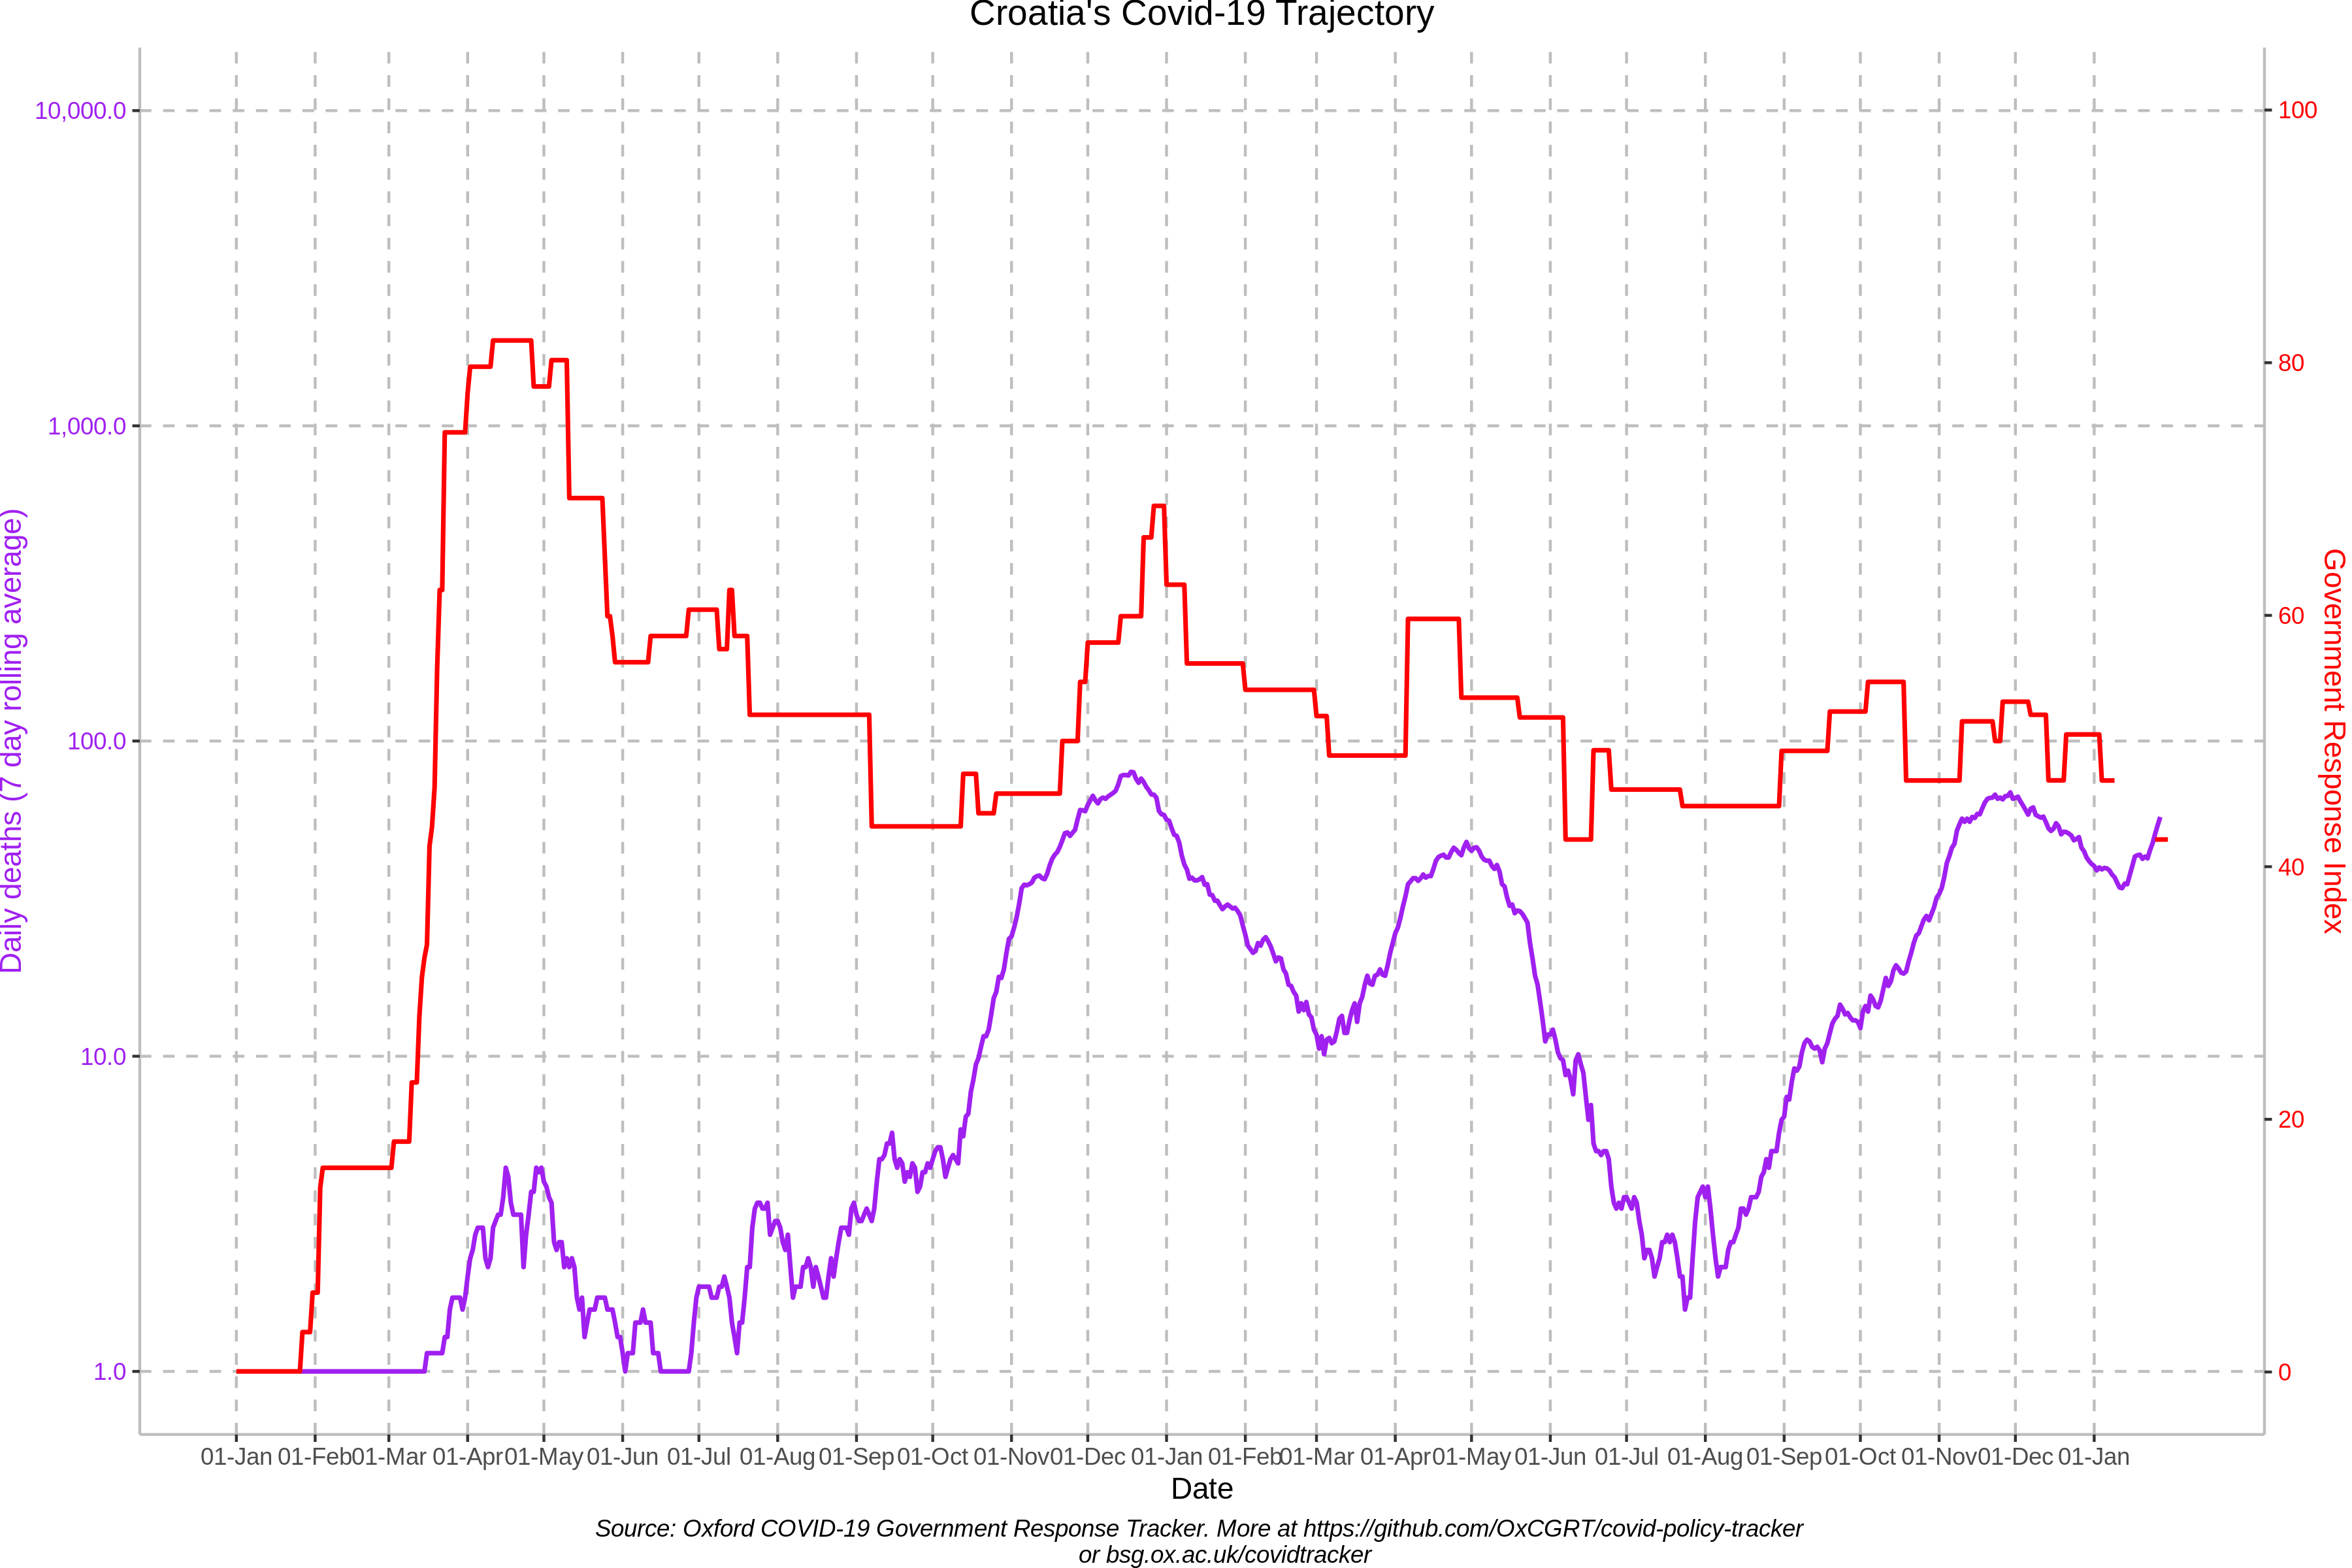 Croatia's Covid-19 Trajectory
10,000.0
1,000.0
100.0
10.0
1.0
Daily deaths (7 day rolling average)
100
80
60
40
20
0
Government Response Index
01-Jan 01-Feb 01-Mar 01-Apr 01-May 01-Jun 01-Jul 01-Aug 01-Sep 01-Oct 01-Nov 01-Dec 01-Jan 01-Feb 01-Mar 01-Apr 01-May 01-Jun 01-Jul 01-Aug 01-Sep 01-Oct 01-Nov 01-Dec 01-Jan
Date
Source: Oxford COVID-19 Government Response Tracker. More at https://github.com/OxCGRT/covid-policy-tracker
or bsg.ox.ac.uk/covidtracker